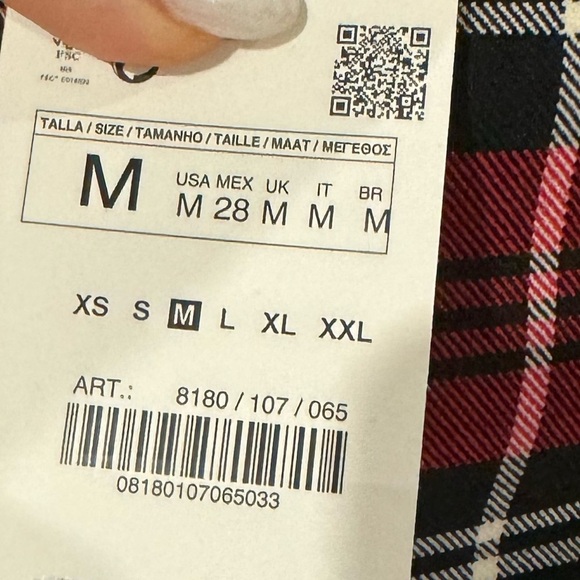 FSC
TALLA / SIZE / TAMANHO / TAILLE / MAAT / ΜΕΓΕΘΟΣ
M
USA MEX UK IT BR
M 28 M M M
XS S M L XL XXL
ART.: 8180 / 107 / 065
08180107065033